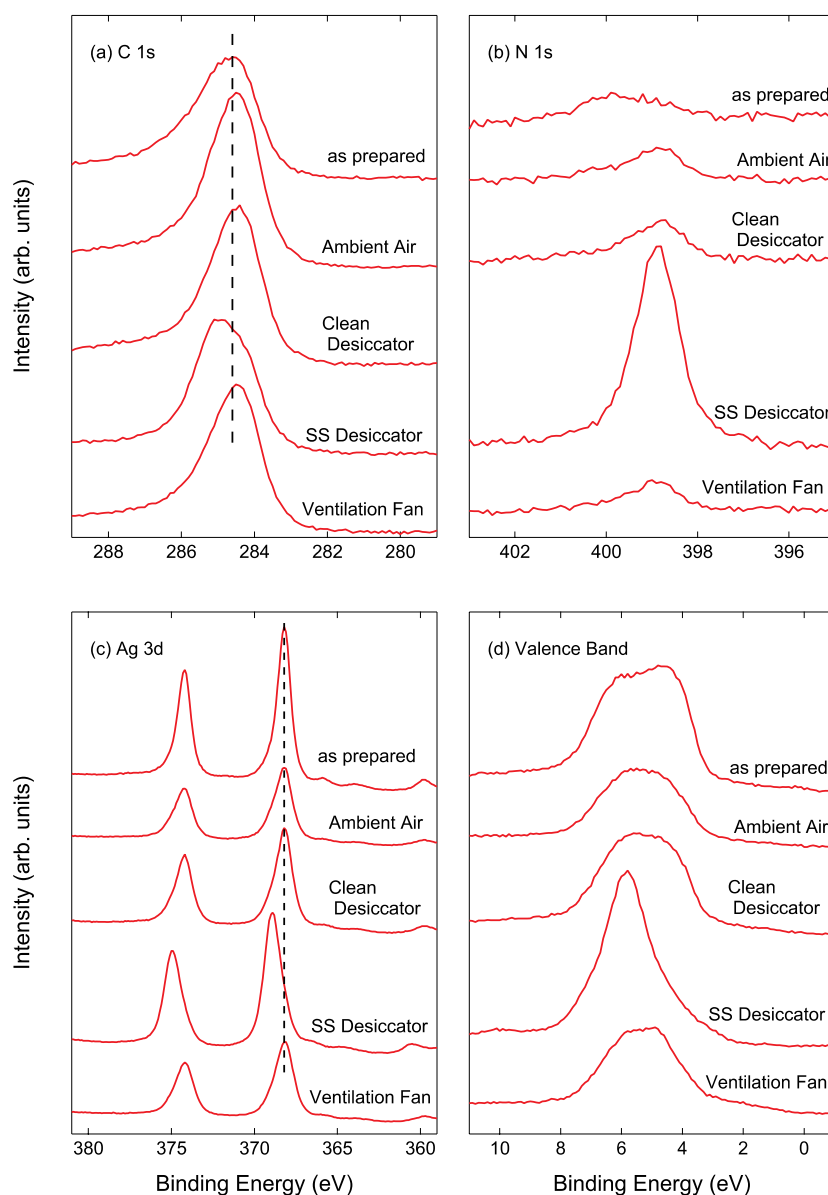 (a) C 1s
as prepared
Ambient Air
Clean
Desiccator
SS Desiccator
Ventilation Fan
288 286 284 282 280
Intensity (arb. units)
(b) N 1s
as prepared
Ambient Air
Clean
Desiccator
SS Desiccator
Ventilation Fan
402 400 398 396
(c) Ag 3d
as prepared
Ambient Air
Clean
Desiccator
SS Desiccator
Ventilation Fan
380 375 370 365 360
Intensity (arb. units)
Binding Energy (eV)
(d) Valence Band
as prepared
Ambient Air
Clean
Desiccator
SS Desiccator
Ventilation Fan
10 8 6 4 2 0
Binding Energy (eV)